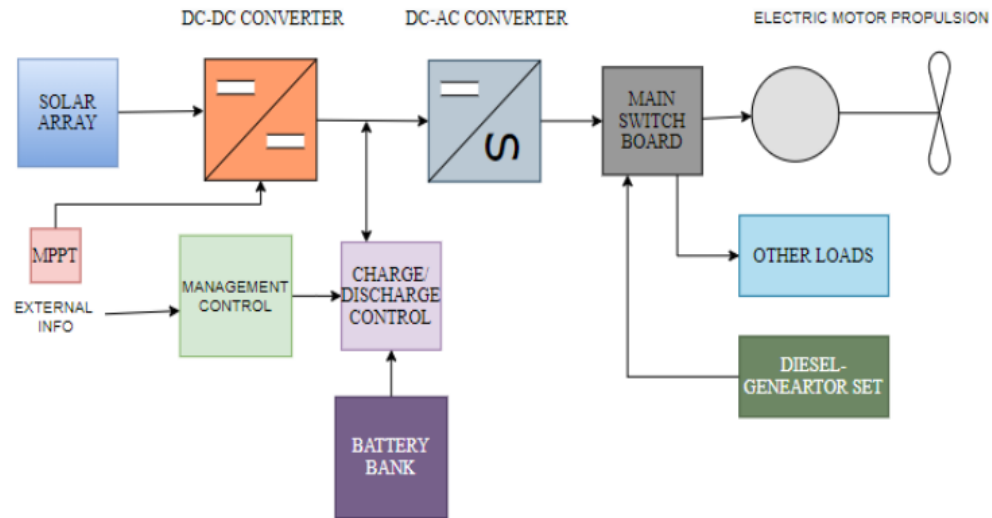 DC-DC CONVERTER
DC-AC CONVERTER
ELECTRIC MOTOR PROPULSION
SOLAR
ARRAY
MAIN
SWITCH
BOARD
MPPT
MANAGEMENT
CONTROL
CHARGE/
DISCHARGE
CONTROL
OTHER LOADS
EXTERNAL
INFO
DIESEL-
GENEARTOR SET
BATTERY
BANK